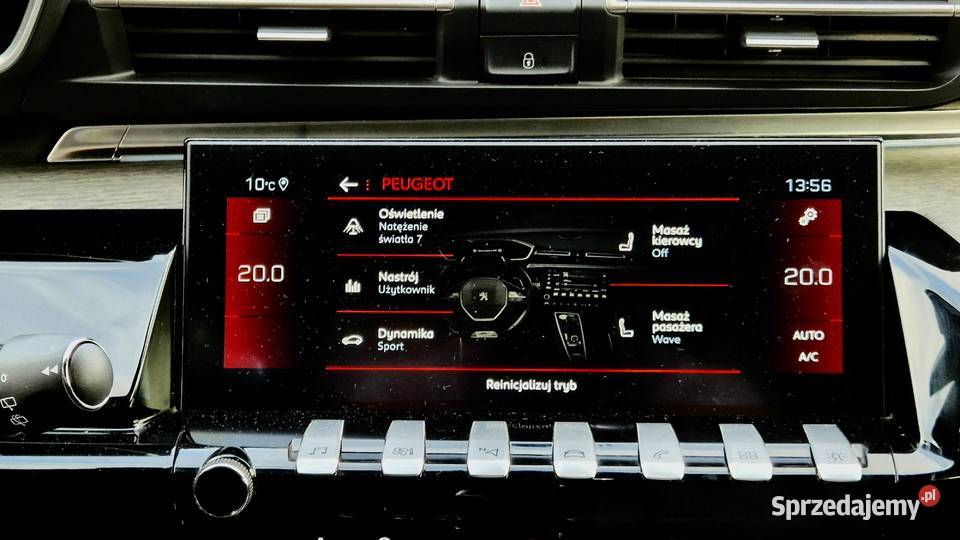 10°C
PEUGEOT
13:56
Oświetlenie
Natężenie
światła 7
Masaż
kierowcy
Off
20.0
20.0
Nastrój
Użytkownik
Masaż
pasażera
Wave
Dynamika
Sport
AUTO
A/C
Reinicjalizuj tryb
0
Sprzedajemy.pl